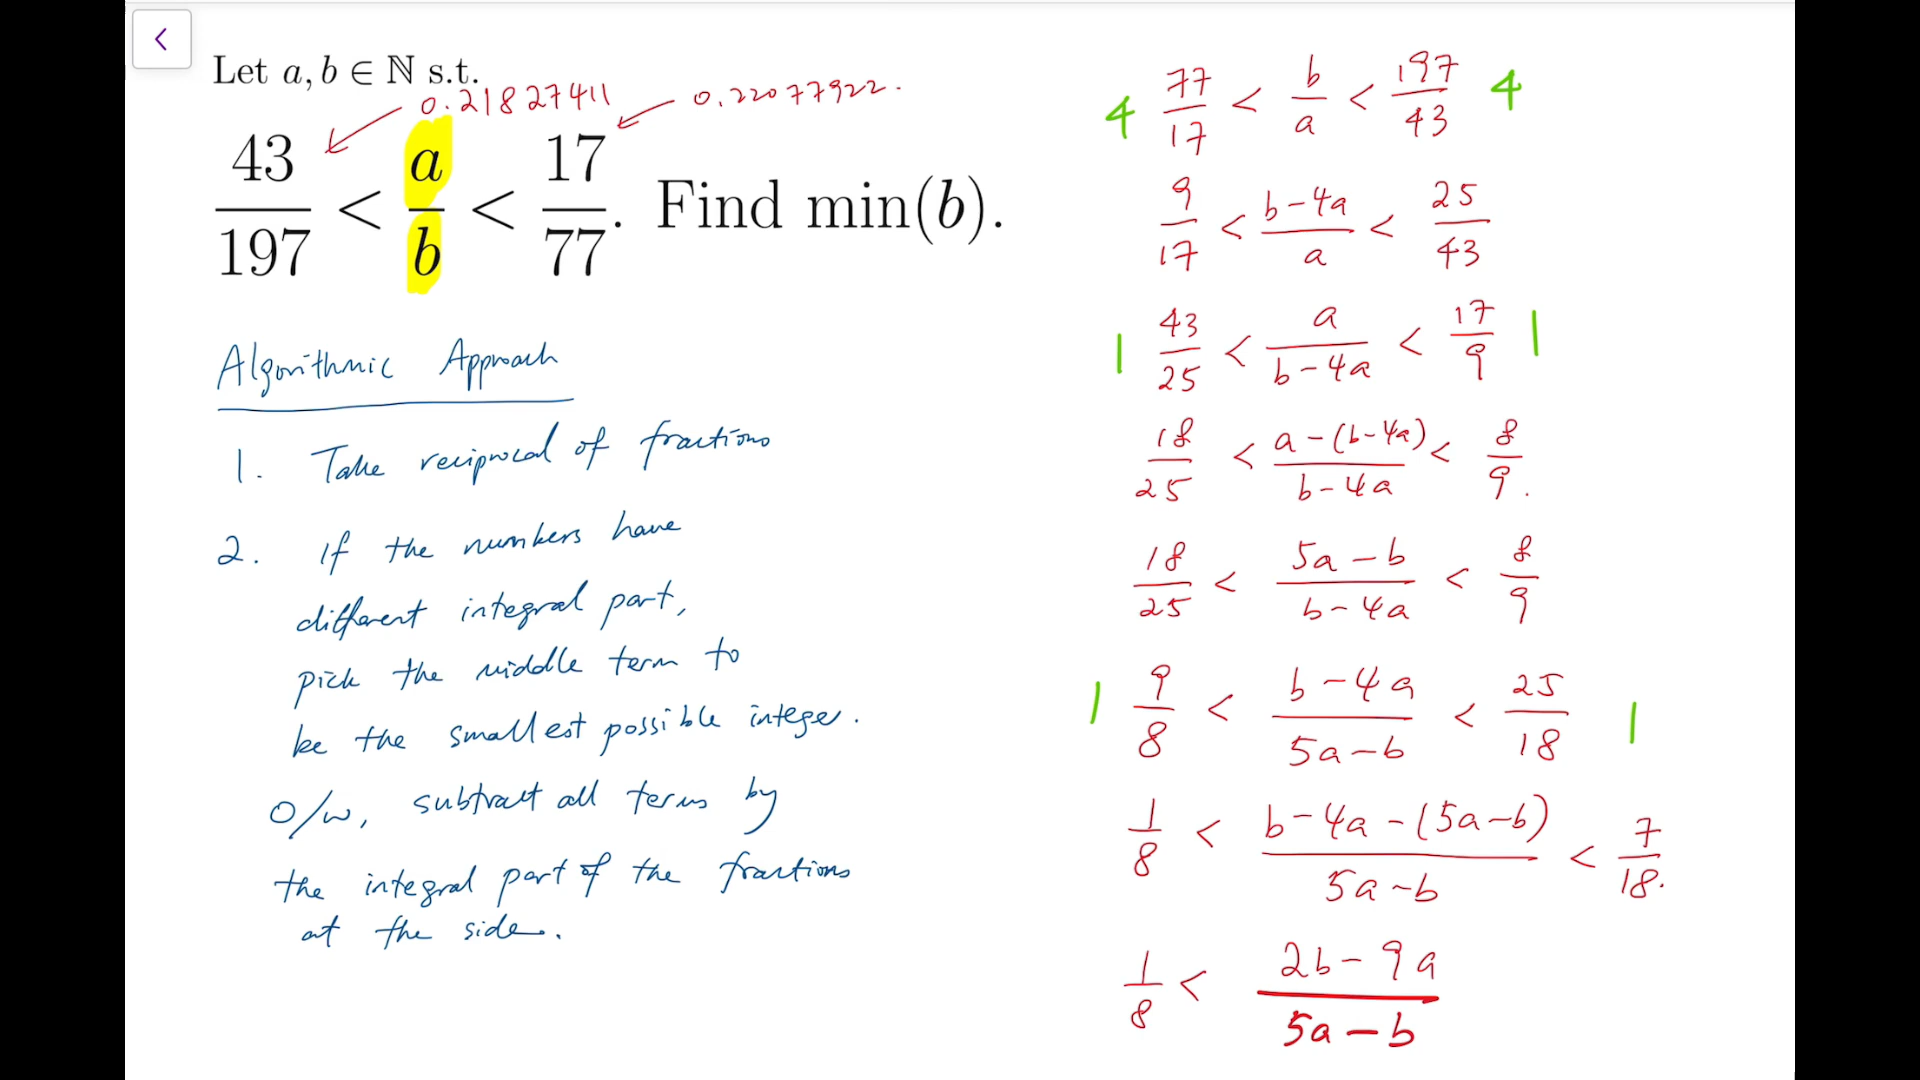 Let a, b ∈ ℕ s.t.
0.21827411
0.22077922.
43/197 < a/b < 17/77. Find min(b).
Algorithmic Approach
1. Take reciprocal of fractions
2. If the numbers have
different integral part,
pick the middle term to
be the smallest possible integer.
O/w, subtract all terms by
the integral part of the fractions
at the side.
4 77/17 < b/a < 197/43 4
9/17 < (b-4a)/a < 25/43
1 43/25 < a/(b-4a) < 17/9 1
18/25 < (a-(b-4a))/(b-4a) < 8/9.
18/25 < (5a-b)/(b-4a) < 8/9
1 9/8 < (b-4a)/(5a-b) < 25/18 1
1/8 < (b-4a-(5a-b))/(5a-b) < 7/18.
1/8 < (2b-9a)/(5a-b)